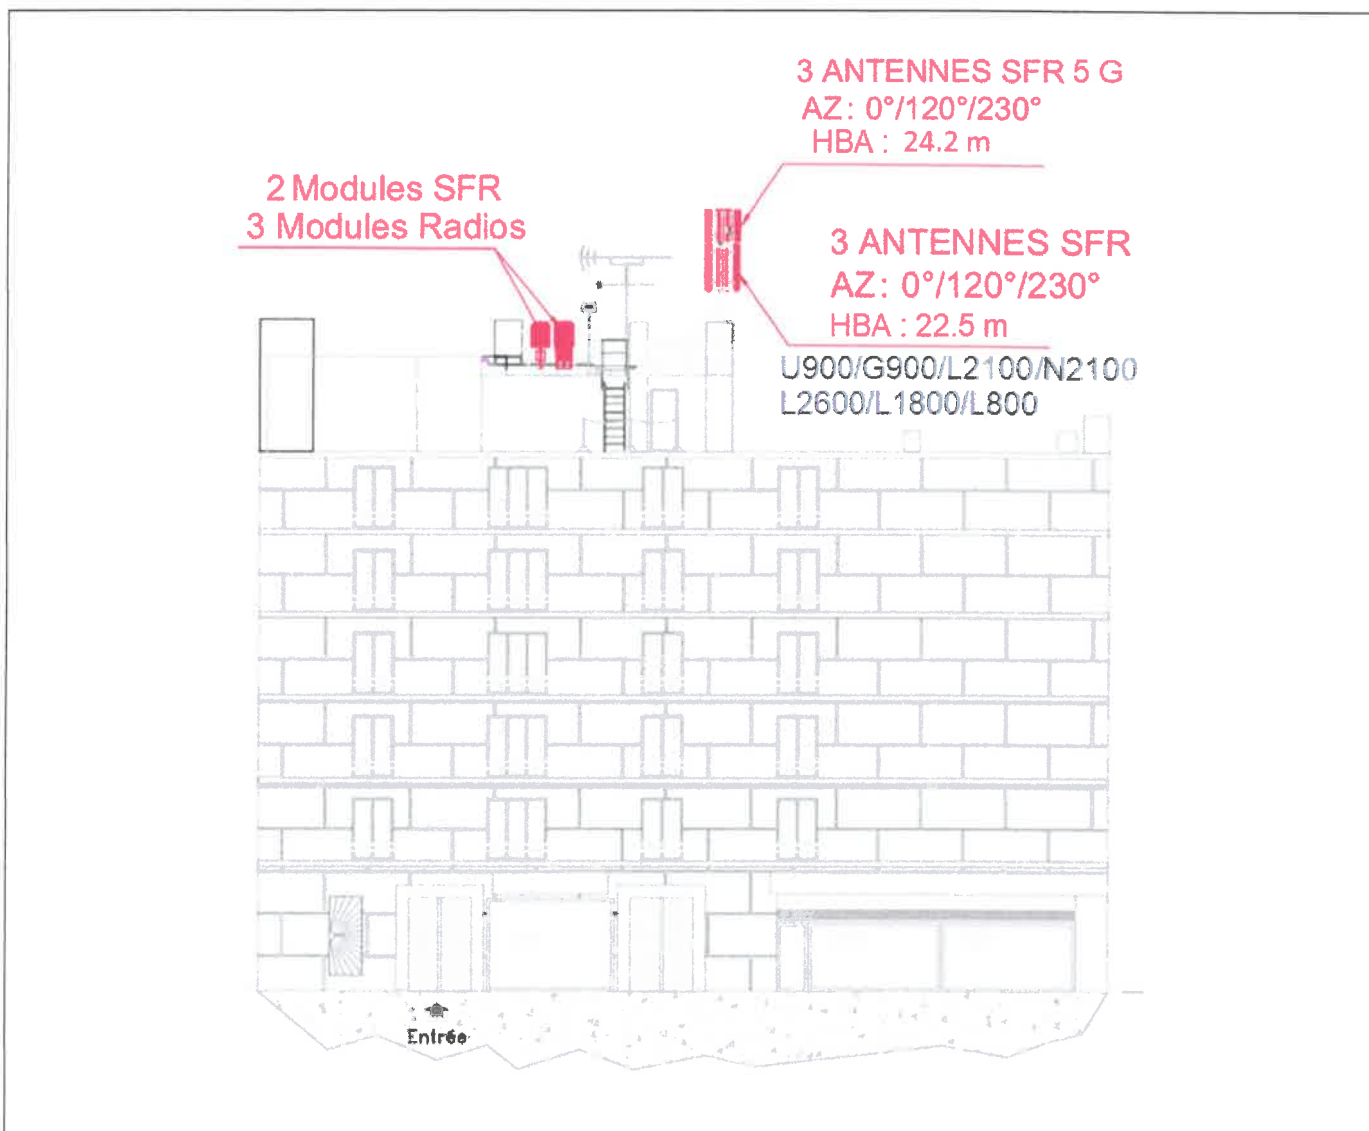 3 ANTENNES SFR 5 G
AZ : 0°/120°/230°
HBA : 24.2 m
2 Modules SFR
3 Modules Radios
3 ANTENNES SFR
AZ : 0°/120°/230°
HBA : 22.5 m
U900/G900/L2100/N2100
L2600/L1800/L800
Entrée